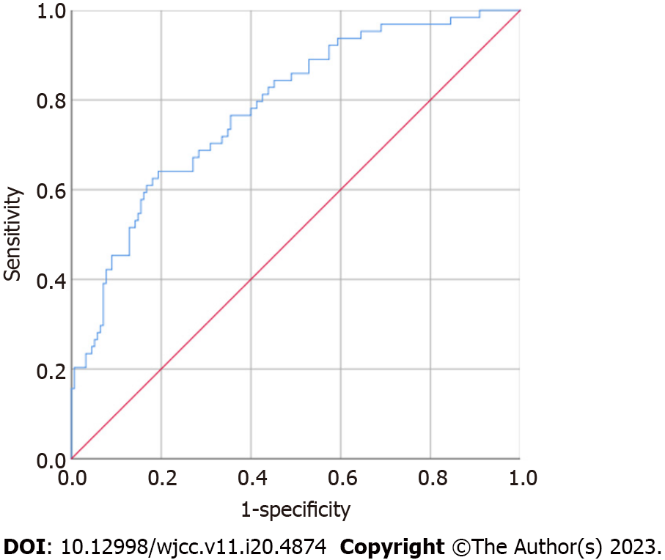 1.0
0.8
0.6
0.4
0.2
0.0
Sensitivity
0.0 0.2 0.4 0.6 0.8 1.0
1-specificity
DOI: 10.12998/wjcc.v11.i20.4874 Copyright ©The Author(s) 2023.